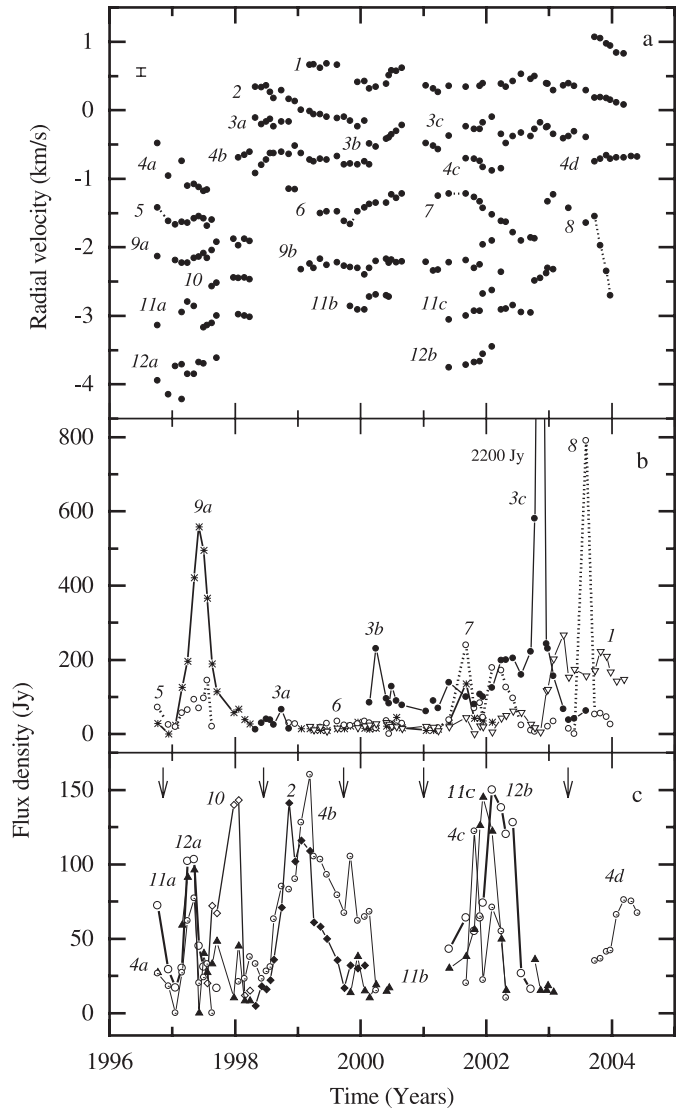 a
1
1
2
0
3a
3b
3c
4a
4b
4c
4d
-1
5
6
7
8
-2
9a
9b
10
11a
11b
11c
-3
12a
12b
-4
Radial velocity (km/s)
b
800
2200 Jy
8
9a
3c
600
400
3b
7
1
200
5
3a
6
0
Flux density (Jy)
c
150
10
2
4b
11c
12b
12a
4c
100
11a
4d
50
4a
11b
0
1996
1998
2000
2002
2004
Time (Years)